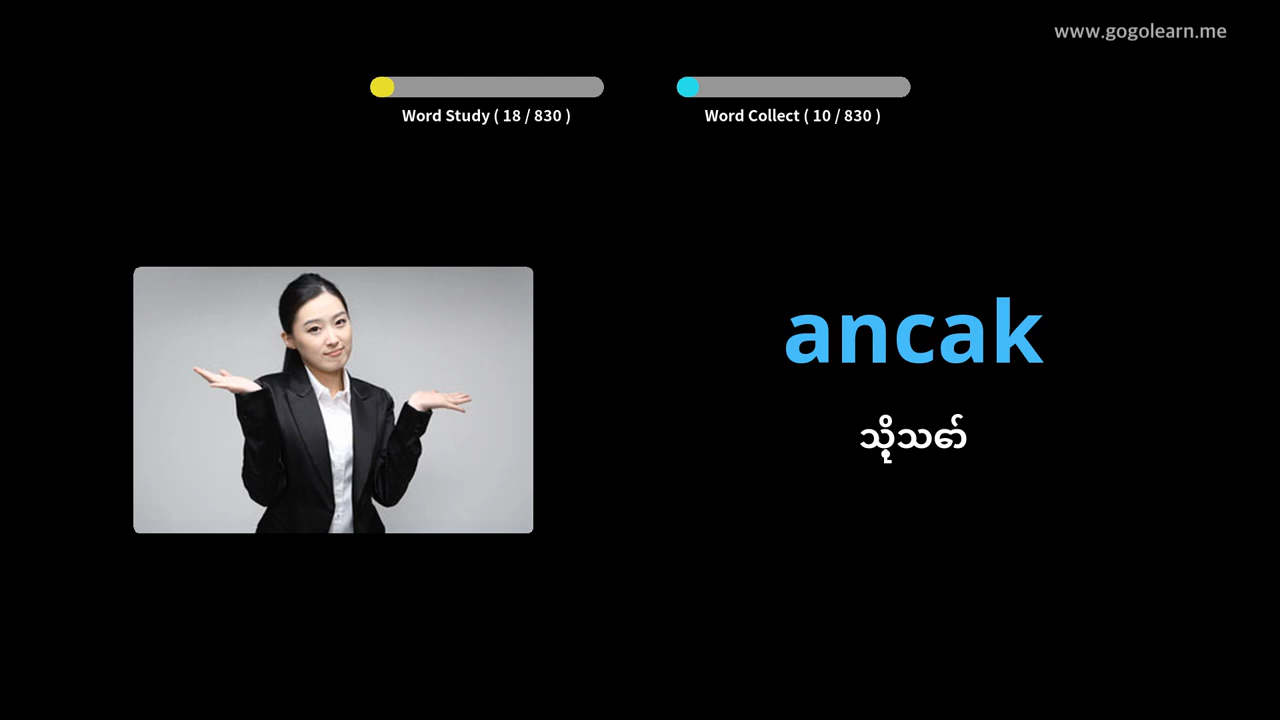 www.gogolearn.me
Word Study ( 18 / 830 )
Word Collect ( 10 / 830 )
ancak
သို့သော်